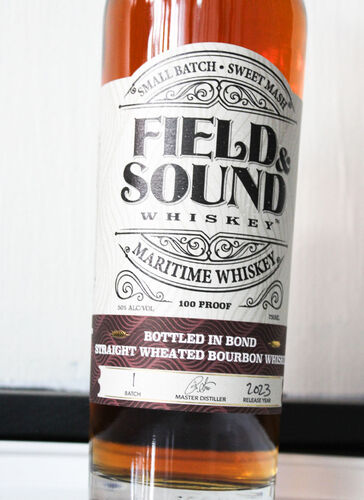 SMALL BATCH • SWEET MASH
FIELD &
SOUND
WHISKEY
MARITIME WHISKEY
50% ALC/VOL
100 PROOF
750ML
BOTTLED IN BOND
STRAIGHT WHEATED BOURBON WHISK
1
2023
BATCH
MASTER DISTILLER
RELEASE YEAR